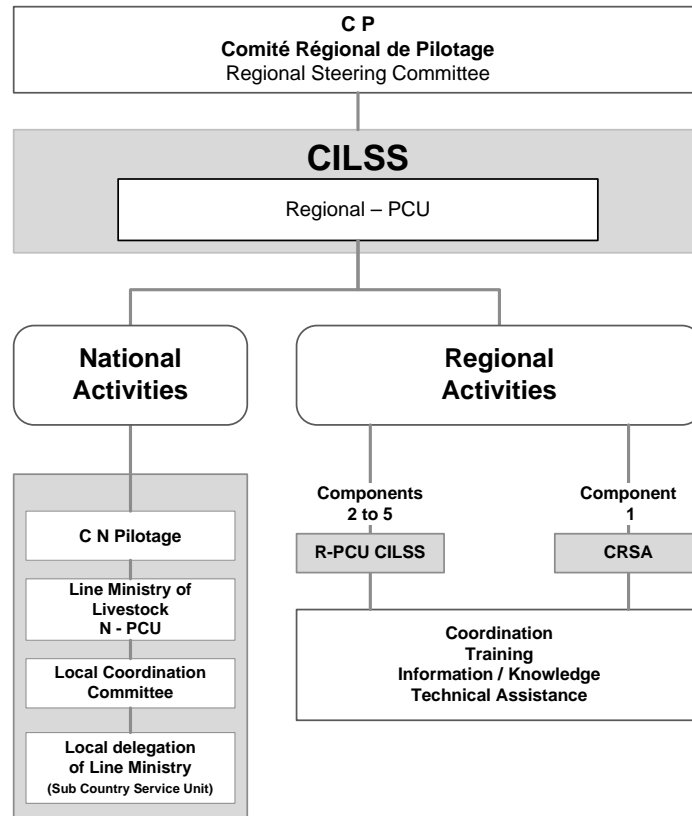 C P
Comité Régional de Pilotage
Regional Steering Committee
CILSS
Regional – PCU
National
Activities
Regional
Activities
C N Pilotage
Line Ministry of
Livestock
N - PCU
Local Coordination
Committee
Local delegation
of Line Ministry
(Sub Country Service Unit)
Components
2 to 5
R-PCU CILSS
Component
1
CRSA
Coordination
Training
Information / Knowledge
Technical Assistance